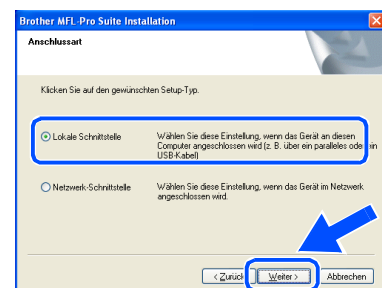 Brother MFL-Pro Suite Installation
Anschlussart
Klicken Sie auf den gewünschten Setup-Typ.
Lokale Schnittstelle
Wählen Sie diese Einstellung, wenn das Gerät an diesen
Computer angeschlossen wird (z. B. über ein paralleles oder ein
USB-Kabel)
Netzwerk-Schnittstelle
Wählen Sie diese Einstellung, wenn das Gerät im Netzwerk
angeschlossen wird.
< Zurück
Weiter >
Abbrechen